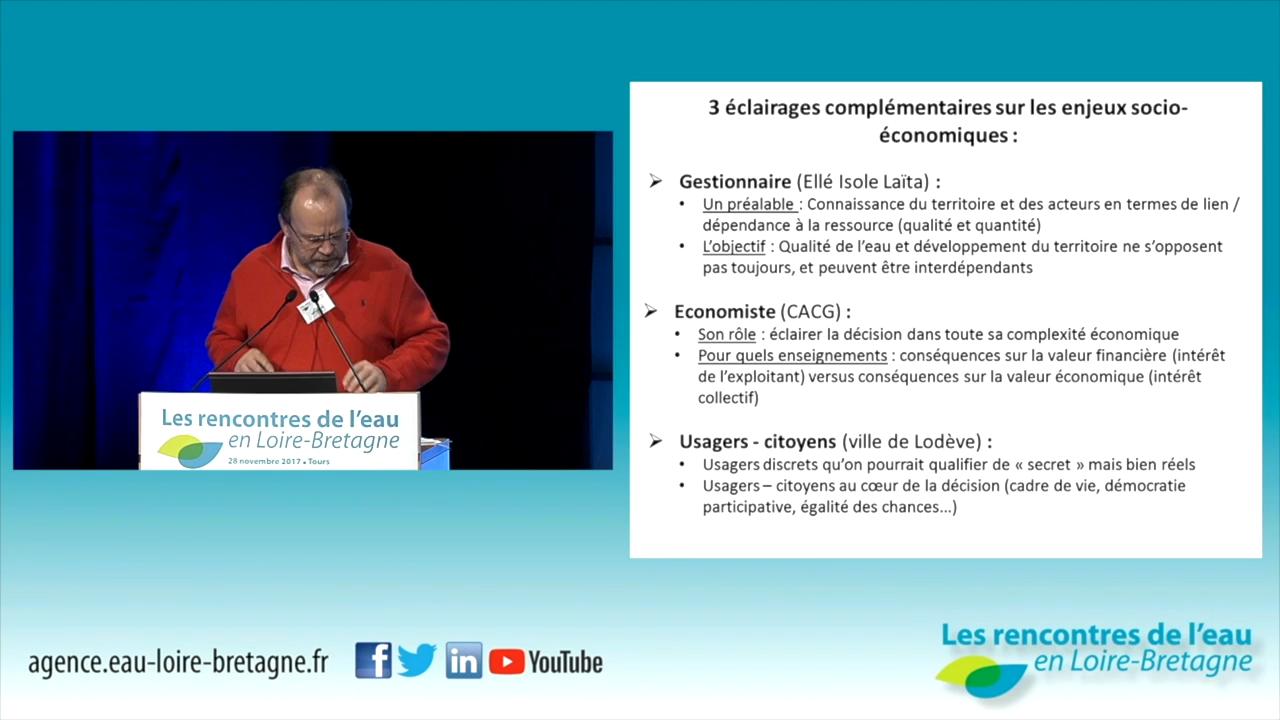 3 éclairages complémentaires sur les enjeux socio-
économiques :
➢ Gestionnaire (Ellé Isole Laïta) :
• Un préalable : Connaissance du territoire et des acteurs en termes de lien /
dépendance à la ressource (qualité et quantité)
• L'objectif : Qualité de l'eau et développement du territoire ne s'opposent
pas toujours, et peuvent être interdépendants
➢ Economiste (CACG) :
• Son rôle : éclairer la décision dans toute sa complexité économique
• Pour quels enseignements : conséquences sur la valeur financière (intérêt
de l'exploitant) versus conséquences sur la valeur économique (intérêt
collectif)
➢ Usagers - citoyens (ville de Lodève) :
• Usagers discrets qu'on pourrait qualifier de « secret » mais bien réels
• Usagers – citoyens au cœur de la décision (cadre de vie, démocratie
participative, égalité des chances...)
Les rencontres de l'eau
en Loire-Bretagne
28 novembre 2017 • Tours
agence.eau-loire-bretagne.fr
f
in
YouTube
Les rencontres de l'eau
en Loire-Bretagne